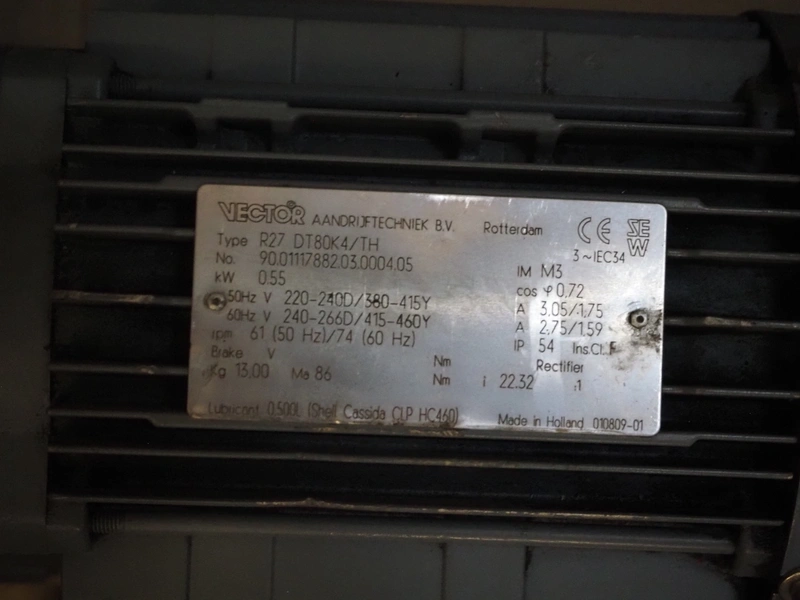 VECTOR AANDRIJFTECHNIEK B.V. Rotterdam CE SEW
Type R27 DT80K4/TH 3~IEC34
No. 90.01117882.03.0004.05
kW 0.55 IM M3
cos φ 0.72
50Hz V 220-240D/380-415Y A 3.05/1.75
60Hz V 240-266D/415-460Y A 2.75/1.59
rpm 61 (50 Hz)/74 (60 Hz) IP 54 Ins.Cl. F
Brake V Nm Rectifier
Kg 13,00 Ma 86 Nm i 22.32 :1
Lubricant 0.500L (Shell Cassida CLP HC460) Made in Holland 010809-01